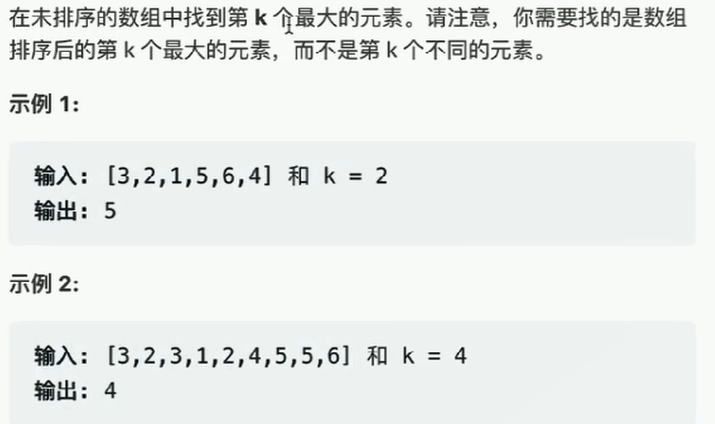 在未排序的数组中找到第 k 个最大的元素。请注意，你需要找的是数组
排序后的第 k 个最大的元素，而不是第 k 个不同的元素。
示例 1:
输入: [3,2,1,5,6,4] 和 k = 2
输出: 5
示例 2:
输入: [3,2,3,1,2,4,5,5,6] 和 k = 4
输出: 4